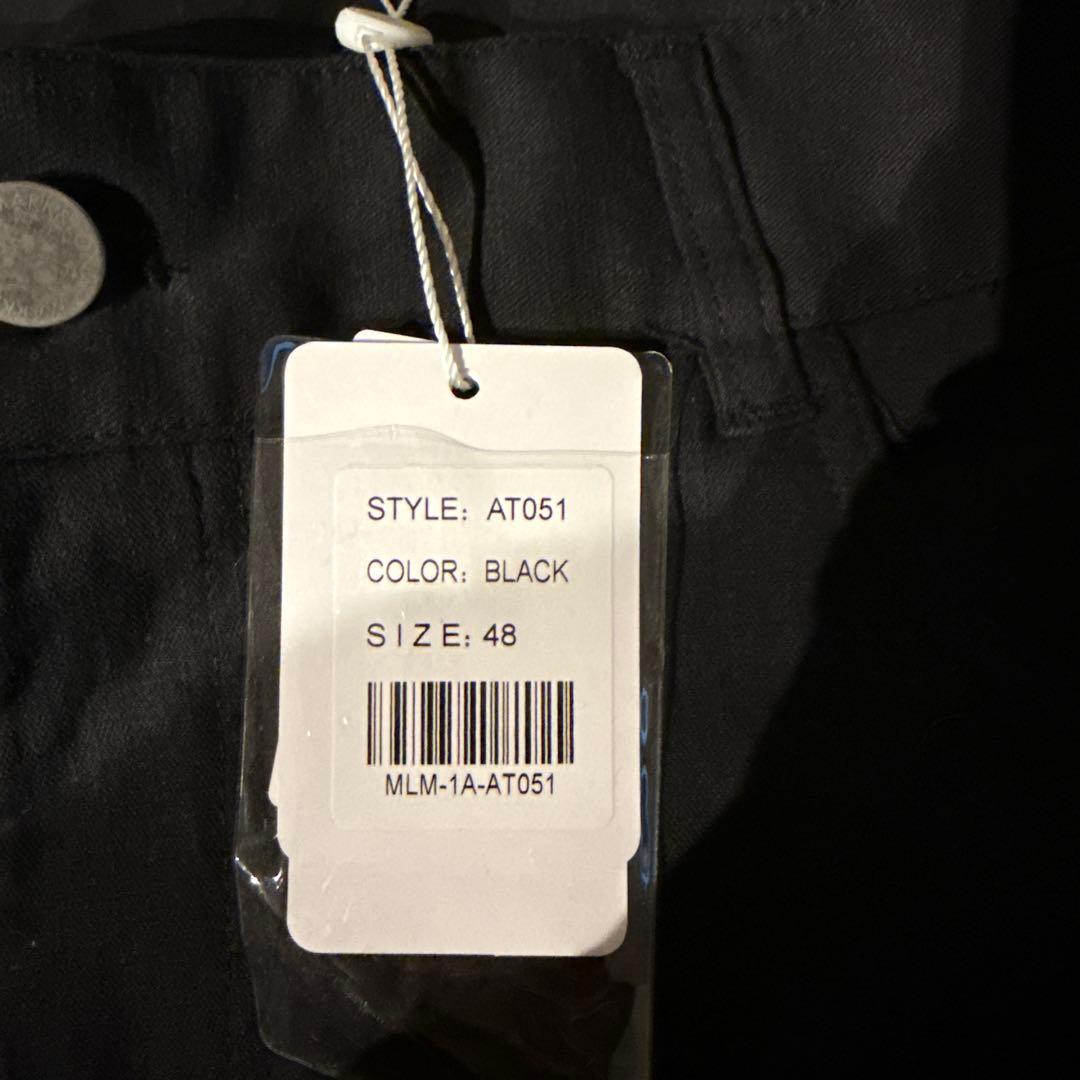 STYLE: AT051
COLOR: BLACK
SIZE: 48
MLM-1A-AT051